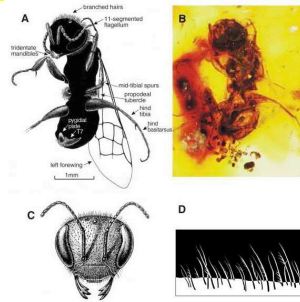 A
branched hairs
11-segmented
flagellum
tridentate
mandibles
mid-tibial spurs
propodeal
tubercle
hind
tibia
pygidial
plate
T7
hind
basitarsus
left forewing
1mm
B
C
D